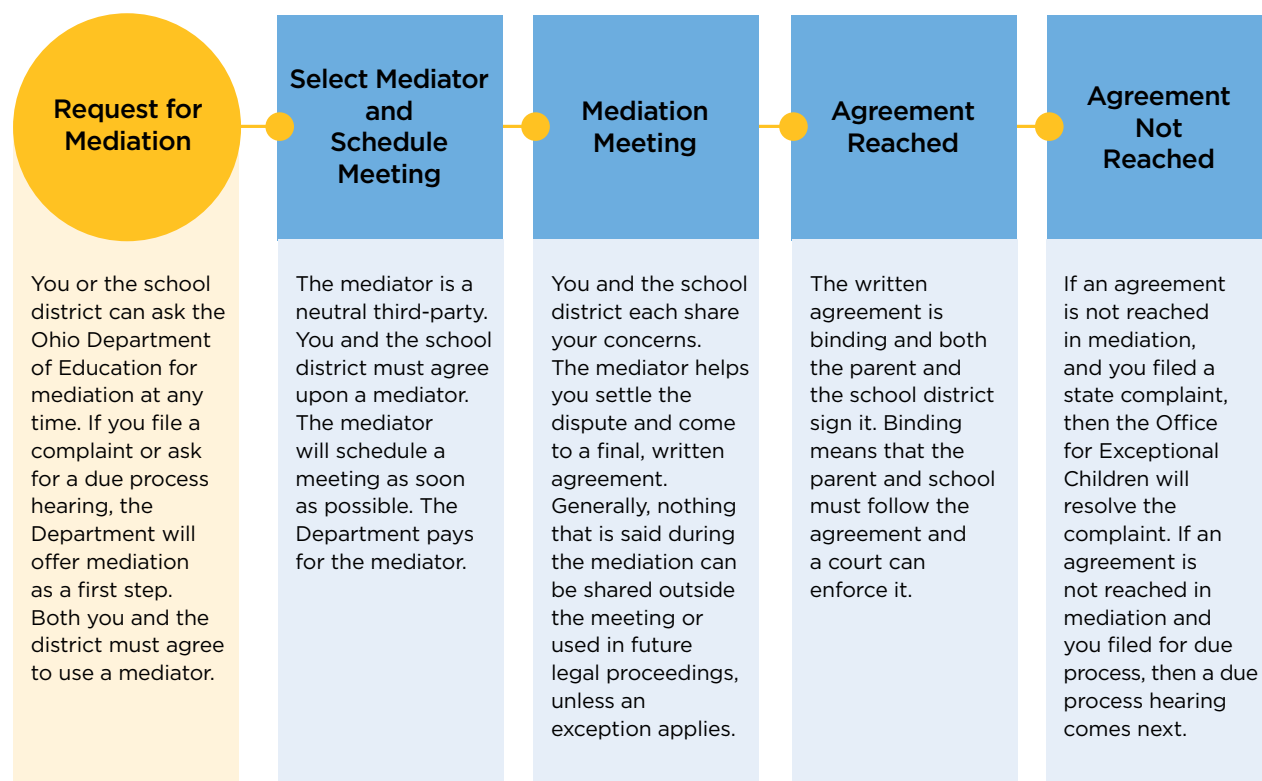 Request for
Mediation
You or the school
district can ask the
Ohio Department
of Education for
mediation at any
time. If you file a
complaint or ask
for a due process
hearing, the
Department will
offer mediation
as a first step.
Both you and the
district must agree
to use a mediator.
Select Mediator
and
Schedule
Meeting
The mediator is a
neutral third-party.
You and the school
district must agree
upon a mediator.
The mediator
will schedule a
meeting as soon
as possible. The
Department pays
for the mediator.
Mediation
Meeting
You and the school
district each share
your concerns.
The mediator helps
you settle the
dispute and come
to a final, written
agreement.
Generally, nothing
that is said during
the mediation can
be shared outside
the meeting or
used in future
legal proceedings,
unless an
exception applies.
Agreement
Reached
The written
agreement is
binding and both
the parent and
the school district
sign it. Binding
means that the
parent and school
must follow the
agreement and
a court can
enforce it.
Agreement
Not
Reached
If an agreement
is not reached
in mediation,
and you filed a
state complaint,
then the Office
for Exceptional
Children will
resolve the
complaint. If an
agreement is
not reached in
mediation and
you filed for due
process, then a due
process hearing
comes next.